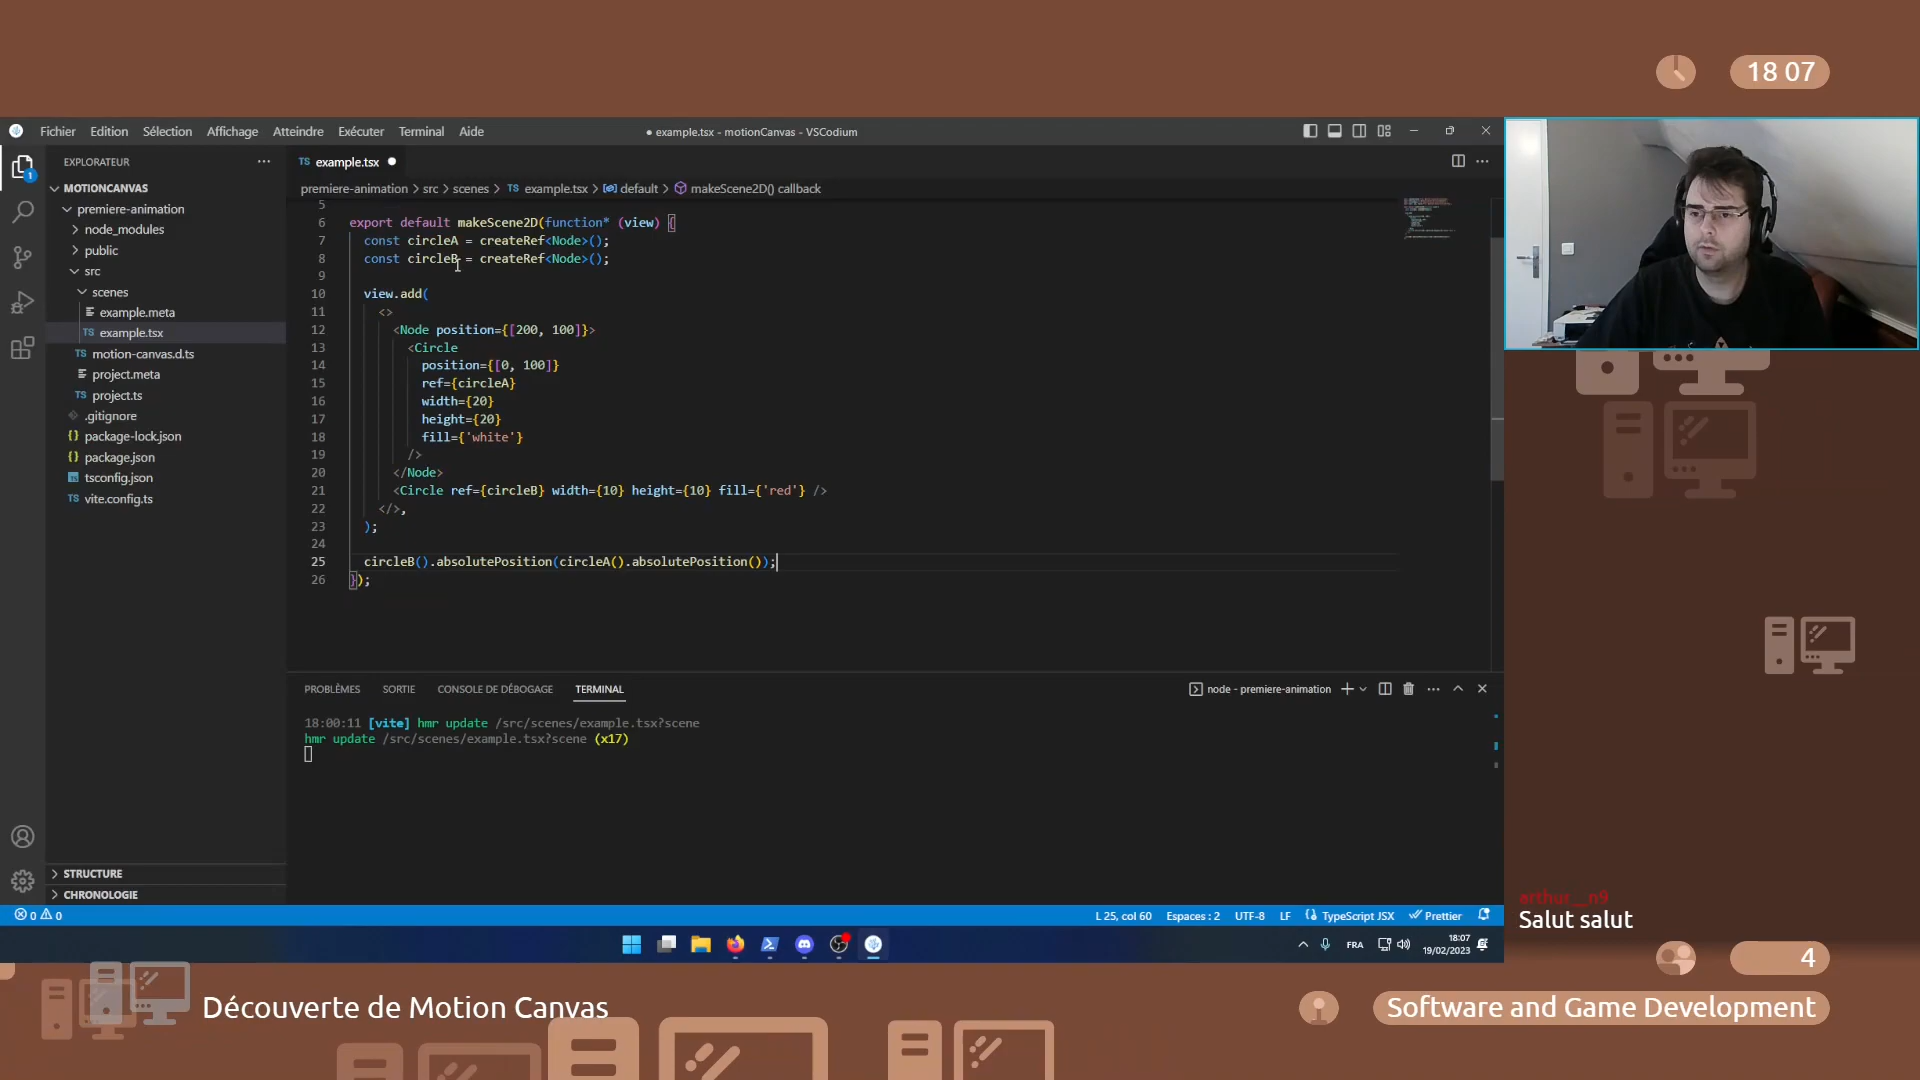 18 07
Fichier Edition Sélection Affichage Atteindre Exécuter Terminal Aide
● example.tsx - motionCanvas - VSCodium
EXPLORATEUR
TS example.tsx
1
MOTIONCANVAS
premiere-animation > src > scenes > TS example.tsx > default > makeScene2D() callback
premiere-animation
node_modules
public
src
scenes
example.meta
TS example.tsx
TS motion-canvas.d.ts
project.meta
TS project.ts
.gitignore
{} package-lock.json
{} package.json
tsconfig.json
TS vite.config.ts
STRUCTURE
CHRONOLOGIE
5
6 export default makeScene2D(function* (view) {
7 const circleA = createRef<Node>();
8 const circleB = createRef<Node>();
9
10 view.add(
11 <>
12 <Node position={[200, 100]}>
13 <Circle
14 position={[0, 100]}
15 ref={circleA}
16 width={20}
17 height={20}
18 fill={'white'}
19 />
20 </Node>
21 <Circle ref={circleB} width={10} height={10} fill={'red'} />
22 </>,
23 );
24
25 circleB().absolutePosition(circleA().absolutePosition());
26 });
PROBLÈMES SORTIE CONSOLE DE DÉBOGAGE TERMINAL
node - premiere-animation
18:00:11 [vite] hmr update /src/scenes/example.tsx?scene
hmr update /src/scenes/example.tsx?scene (x17)
0 0
L 25, col 60 Espaces : 2 UTF-8 LF TypeScript JSX Prettier
FRA
18:07
19/02/2023
arthur__n9
Salut salut
4
Découverte de Motion Canvas
Software and Game Development